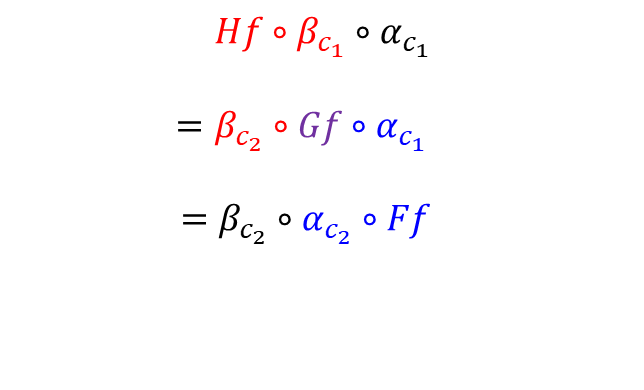 𝐻𝑓 ∘ 𝛽_{𝑐_1} ∘ 𝛼_{𝑐_1}
= 𝛽_{𝑐_2} ∘ 𝐺𝑓 ∘ 𝛼_{𝑐_1}
= 𝛽_{𝑐_2} ∘ 𝛼_{𝑐_2} ∘ 𝐹𝑓